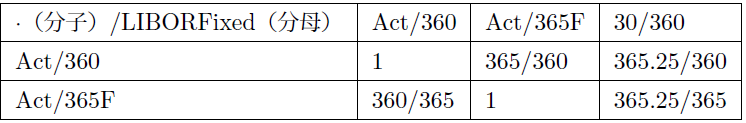 ·（分子）/LIBORFixed（分母） Act/360 Act/365F 30/360
Act/360 1 365/360 365.25/360
Act/365F 360/365 1 365.25/365